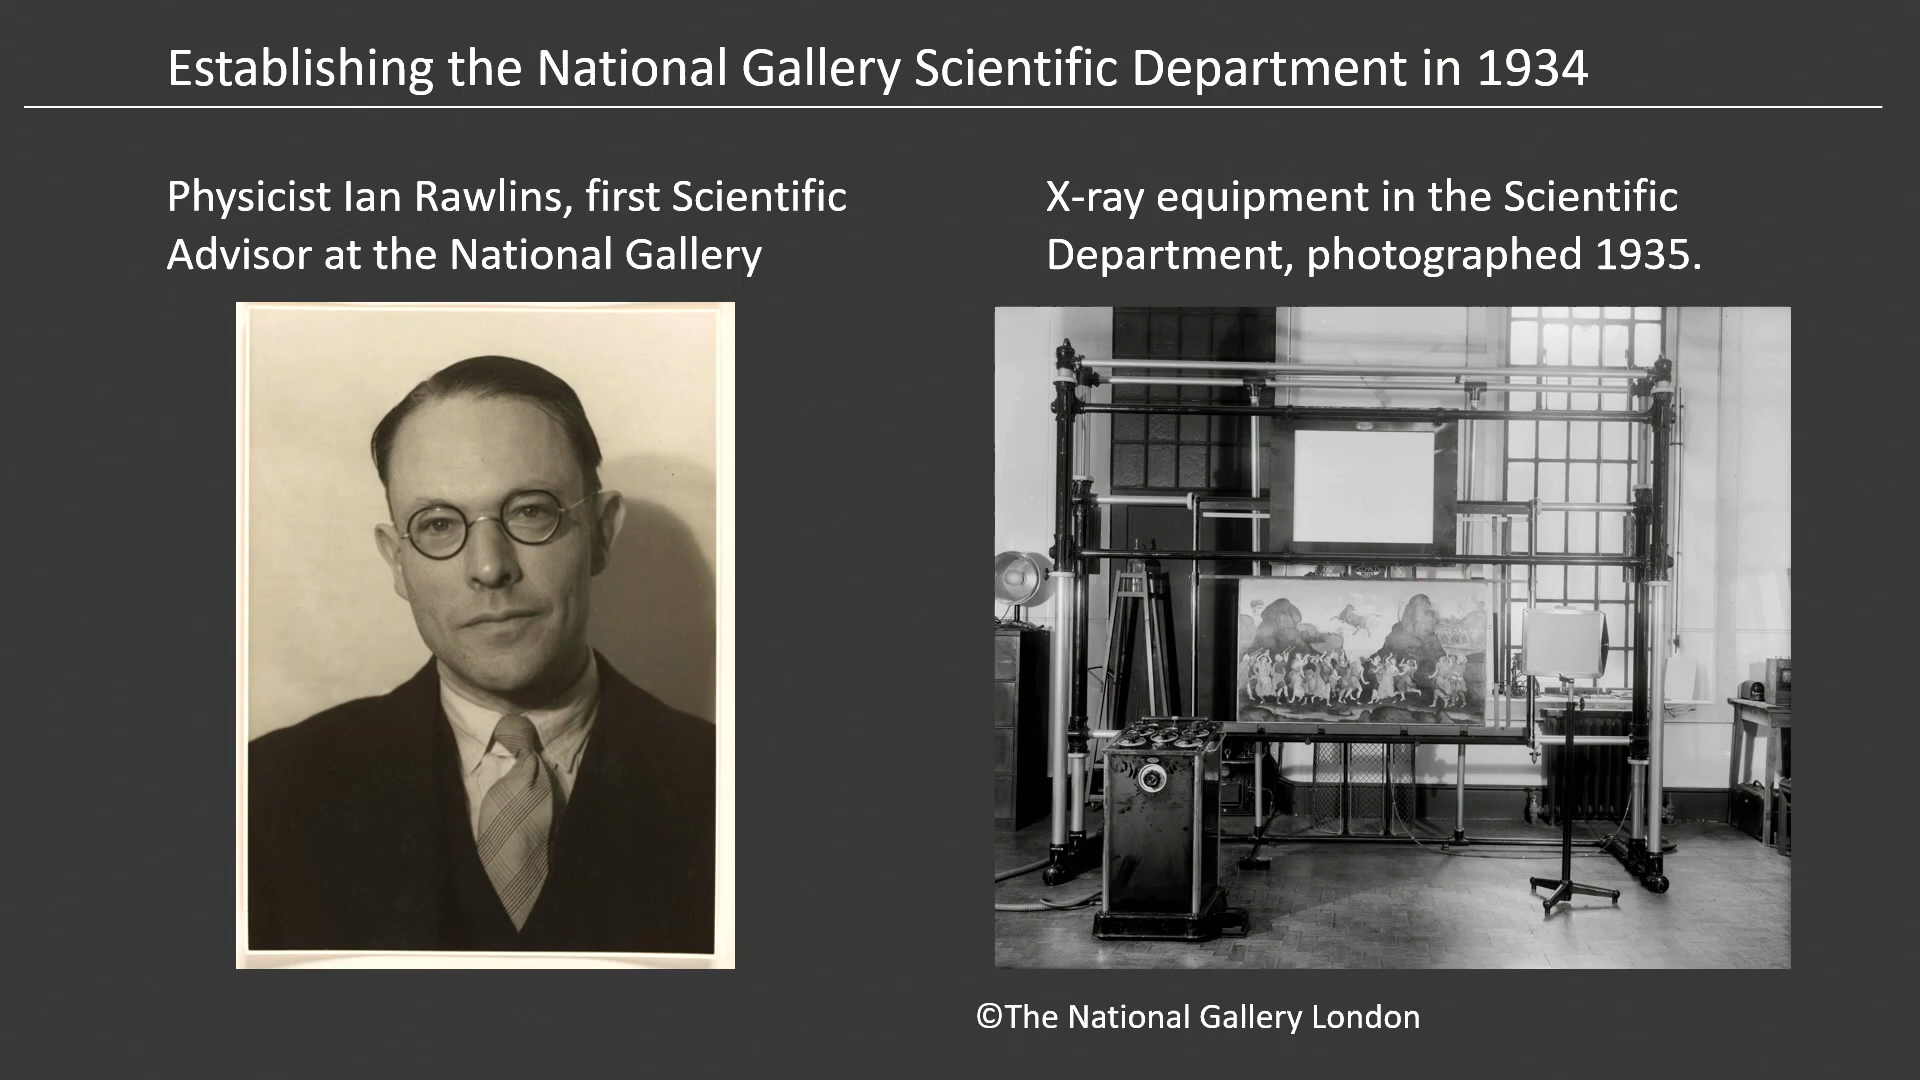 Establishing the National Gallery Scientific Department in 1934
Physicist Ian Rawlins, first Scientific
Advisor at the National Gallery
X-ray equipment in the Scientific
Department, photographed 1935.
©The National Gallery London